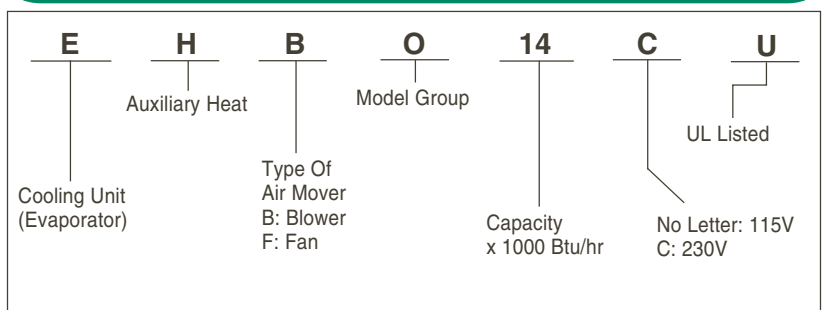 E H B O 14 C U
Auxiliary Heat
Model Group
UL Listed
Cooling Unit
(Evaporator)
Type Of
Air Mover
B: Blower
F: Fan
Capacity
x 1000 Btu/hr
No Letter: 115V
C: 230V